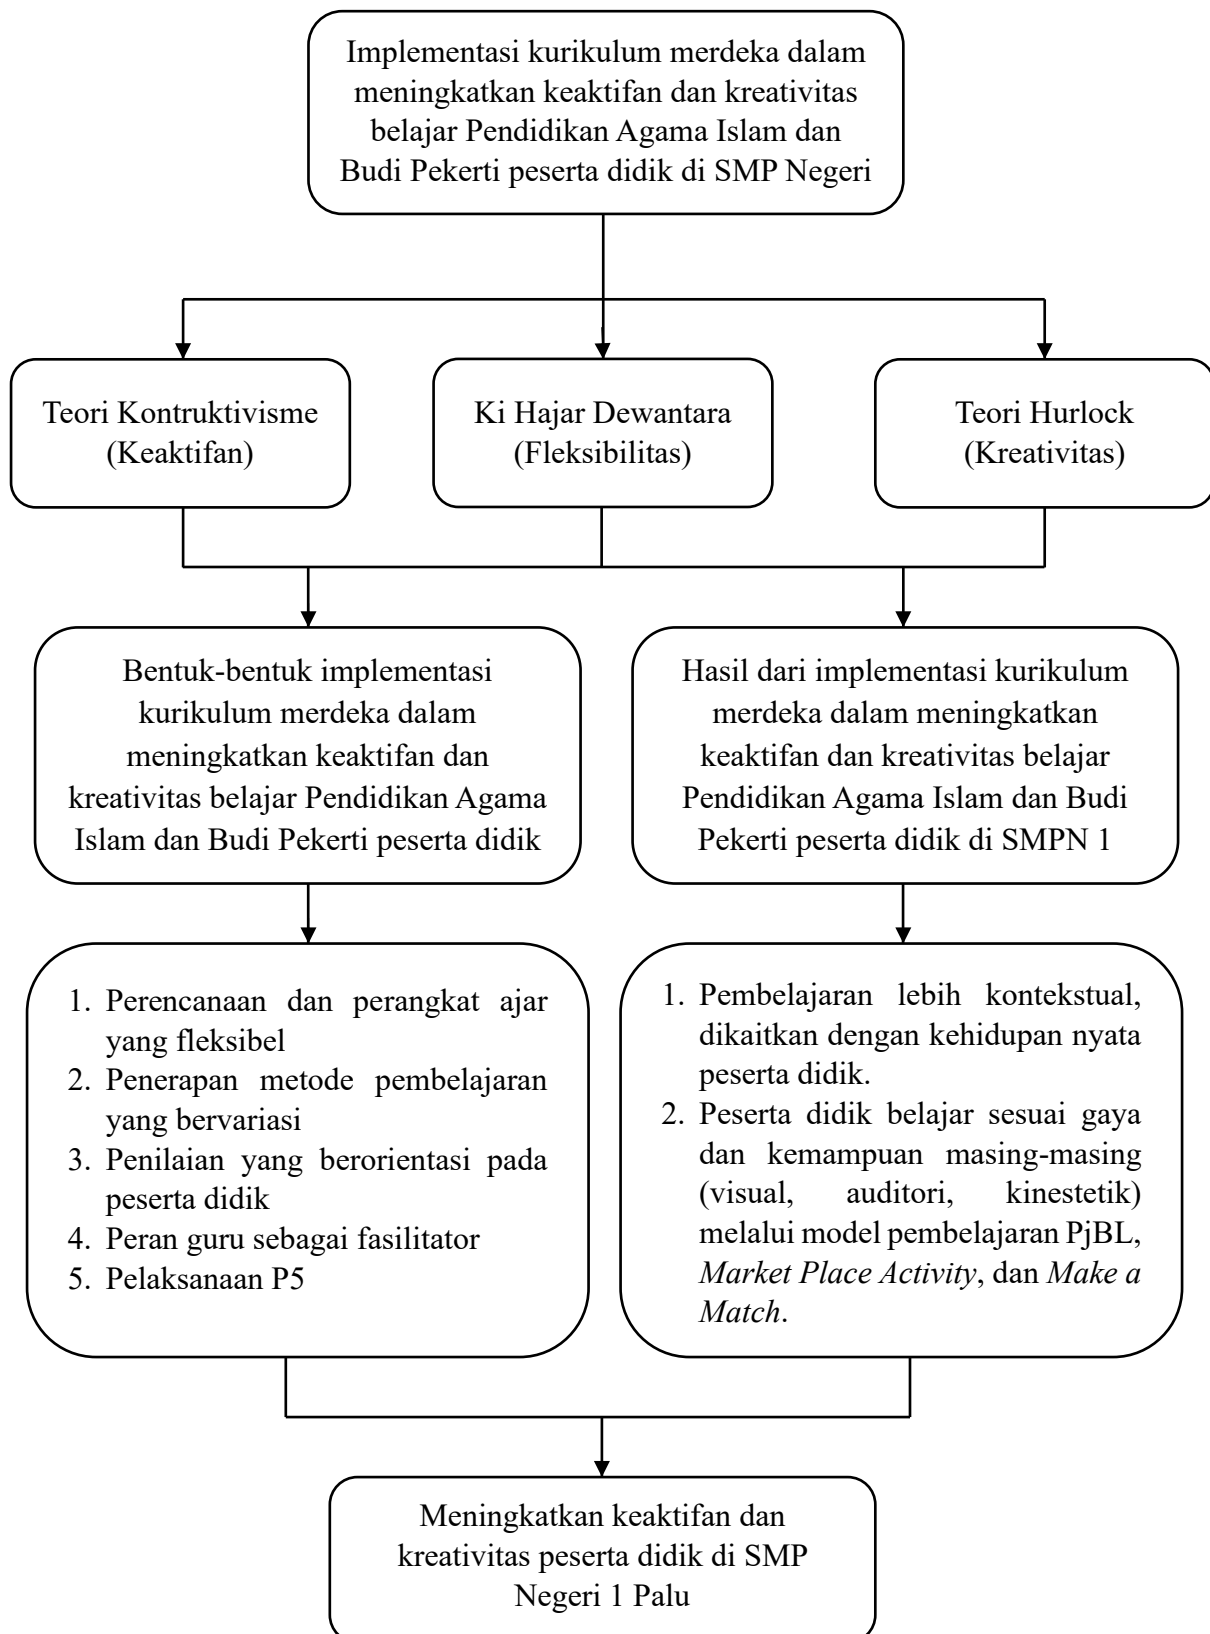 Implementasi kurikulum merdeka dalam
meningkatkan keaktifan dan kreativitas
belajar Pendidikan Agama Islam dan
Budi Pekerti peserta didik di SMP Negeri
Teori Kontruktivisme
(Keaktifan)
Ki Hajar Dewantara
(Fleksibilitas)
Teori Hurlock
(Kreativitas)
Bentuk-bentuk implementasi
kurikulum merdeka dalam
meningkatkan keaktifan dan
kreativitas belajar Pendidikan Agama
Islam dan Budi Pekerti peserta didik
Hasil dari implementasi kurikulum
merdeka dalam meningkatkan
keaktifan dan kreativitas belajar
Pendidikan Agama Islam dan Budi
Pekerti peserta didik di SMPN 1
1. Perencanaan dan perangkat ajar
yang fleksibel
2. Penerapan metode pembelajaran
yang bervariasi
3. Penilaian yang berorientasi pada
peserta didik
4. Peran guru sebagai fasilitator
5. Pelaksanaan P5
1. Pembelajaran lebih kontekstual,
dikaitkan dengan kehidupan nyata
peserta didik.
2. Peserta didik belajar sesuai gaya
dan kemampuan masing-masing
(visual, auditori, kinestetik)
melalui model pembelajaran PjBL,
Market Place Activity, dan Make a
Match.
Meningkatkan keaktifan dan
kreativitas peserta didik di SMP
Negeri 1 Palu